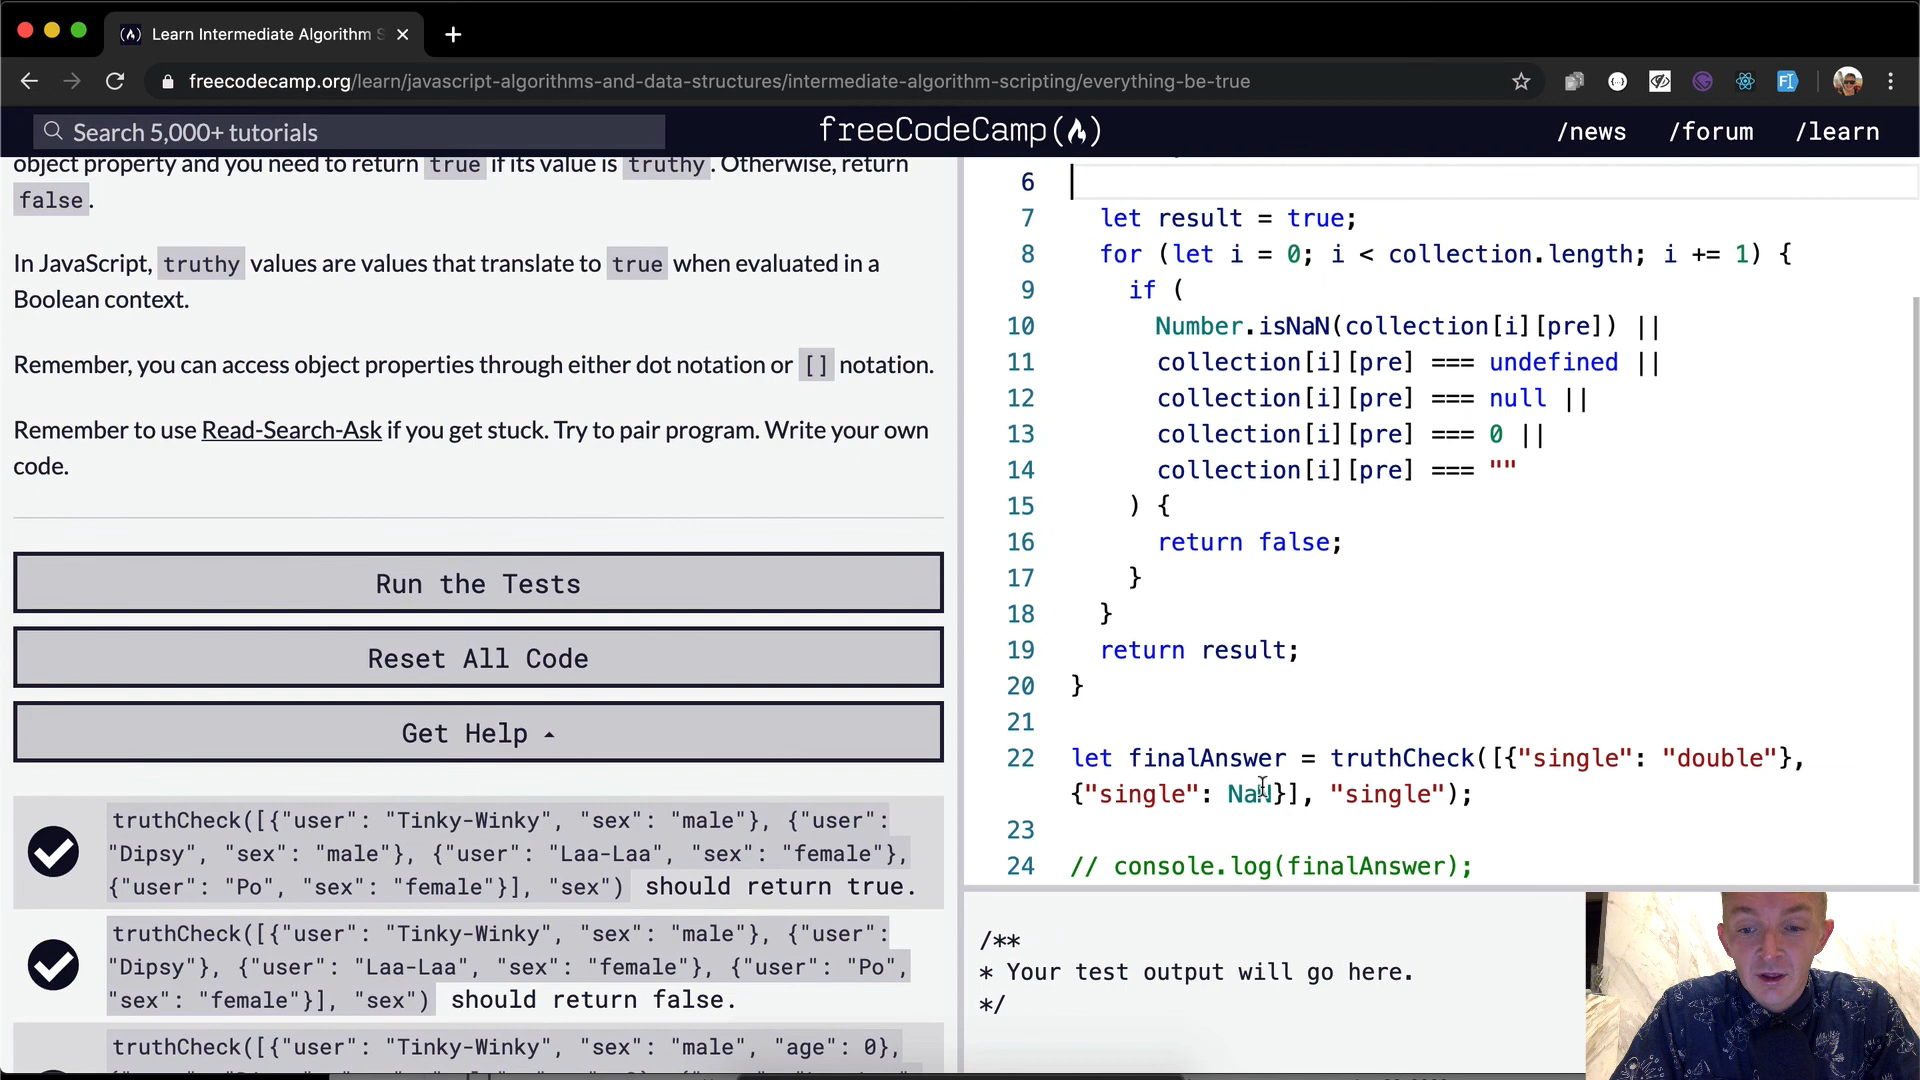 Learn Intermediate Algorithm S
freecodecamp.org/learn/javascript-algorithms-and-data-structures/intermediate-algorithm-scripting/everything-be-true
Search 5,000+ tutorials
freeCodeCamp
/news /forum /learn
object property and you need to return true if its value is truthy. Otherwise, return
false.
In JavaScript, truthy values are values that translate to true when evaluated in a
Boolean context.
Remember, you can access object properties through either dot notation or [] notation.
Remember to use Read-Search-Ask if you get stuck. Try to pair program. Write your own
code.
Run the Tests
Reset All Code
Get Help
truthCheck([{"user": "Tinky-Winky", "sex": "male"}, {"user":
"Dipsy", "sex": "male"}, {"user": "Laa-Laa", "sex": "female"},
{"user": "Po", "sex": "female"}], "sex") should return true.
truthCheck([{"user": "Tinky-Winky", "sex": "male"}, {"user":
"Dipsy"}, {"user": "Laa-Laa", "sex": "female"}, {"user": "Po",
"sex": "female"}], "sex") should return false.
truthCheck([{"user": "Tinky-Winky", "sex": "male", "age": 0},
6
7 let result = true;
8 for (let i = 0; i < collection.length; i += 1) {
9 if (
10 Number.isNaN(collection[i][pre]) ||
11 collection[i][pre] === undefined ||
12 collection[i][pre] === null ||
13 collection[i][pre] === 0 ||
14 collection[i][pre] === ""
15 ) {
16 return false;
17 }
18 }
19 return result;
20 }
21
22 let finalAnswer = truthCheck([{"single": "double"},
{"single": NaN}], "single");
23
24 // console.log(finalAnswer);
/**
* Your test output will go here.
*/